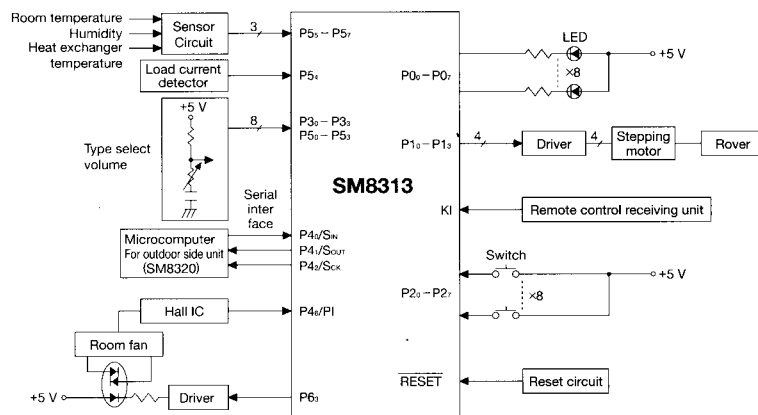 Room temperature
Humidity
Heat exchanger
temperature
Sensor
Circuit
3
P5₅–P5₇
Load current
detector
P5₄
+5 V
Type select
volume
8
P3₀–P3₃
P5₀–P5₃
SM8313
Serial
inter
face
Microcomputer
For outdoor side unit
(SM8320)
P4₀/SIN
P4₁/SOUT
P4₂/SCK
Hall IC
P4₆/PI
Room fan
+5 V
Driver
P6₃
LED
+5 V
×8
P0₀–P0₇
P1₀–P1₃
4
Driver
4
Stepping
motor
Rover
KI
Remote control receiving unit
Switch
+5 V
×8
P2₀–P2₇
RESET
Reset circuit